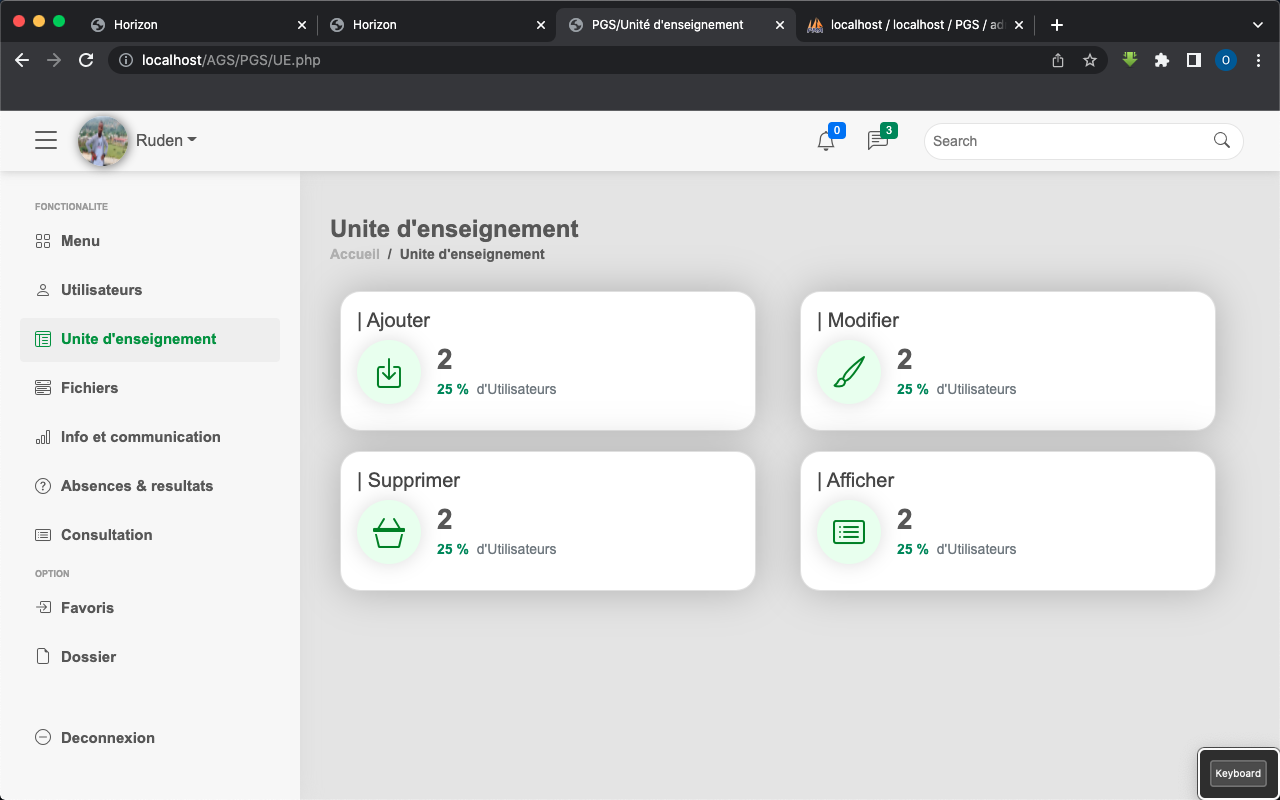 Horizon
Horizon
PGS/Unité d'enseignement
localhost / localhost / PGS / ad
localhost/AGS/PGS/UE.php
O
Ruden
0
3
Search
FONCTIONALITE
Menu
Utilisateurs
Unite d'enseignement
Fichiers
Info et communication
Absences & resultats
Consultation
OPTION
Favoris
Dossier
Deconnexion
Unite d'enseignement
Accueil / Unite d'enseignement
| Ajouter
2
25 % d'Utilisateurs
| Modifier
2
25 % d'Utilisateurs
| Supprimer
2
25 % d'Utilisateurs
| Afficher
2
25 % d'Utilisateurs
Keyboard